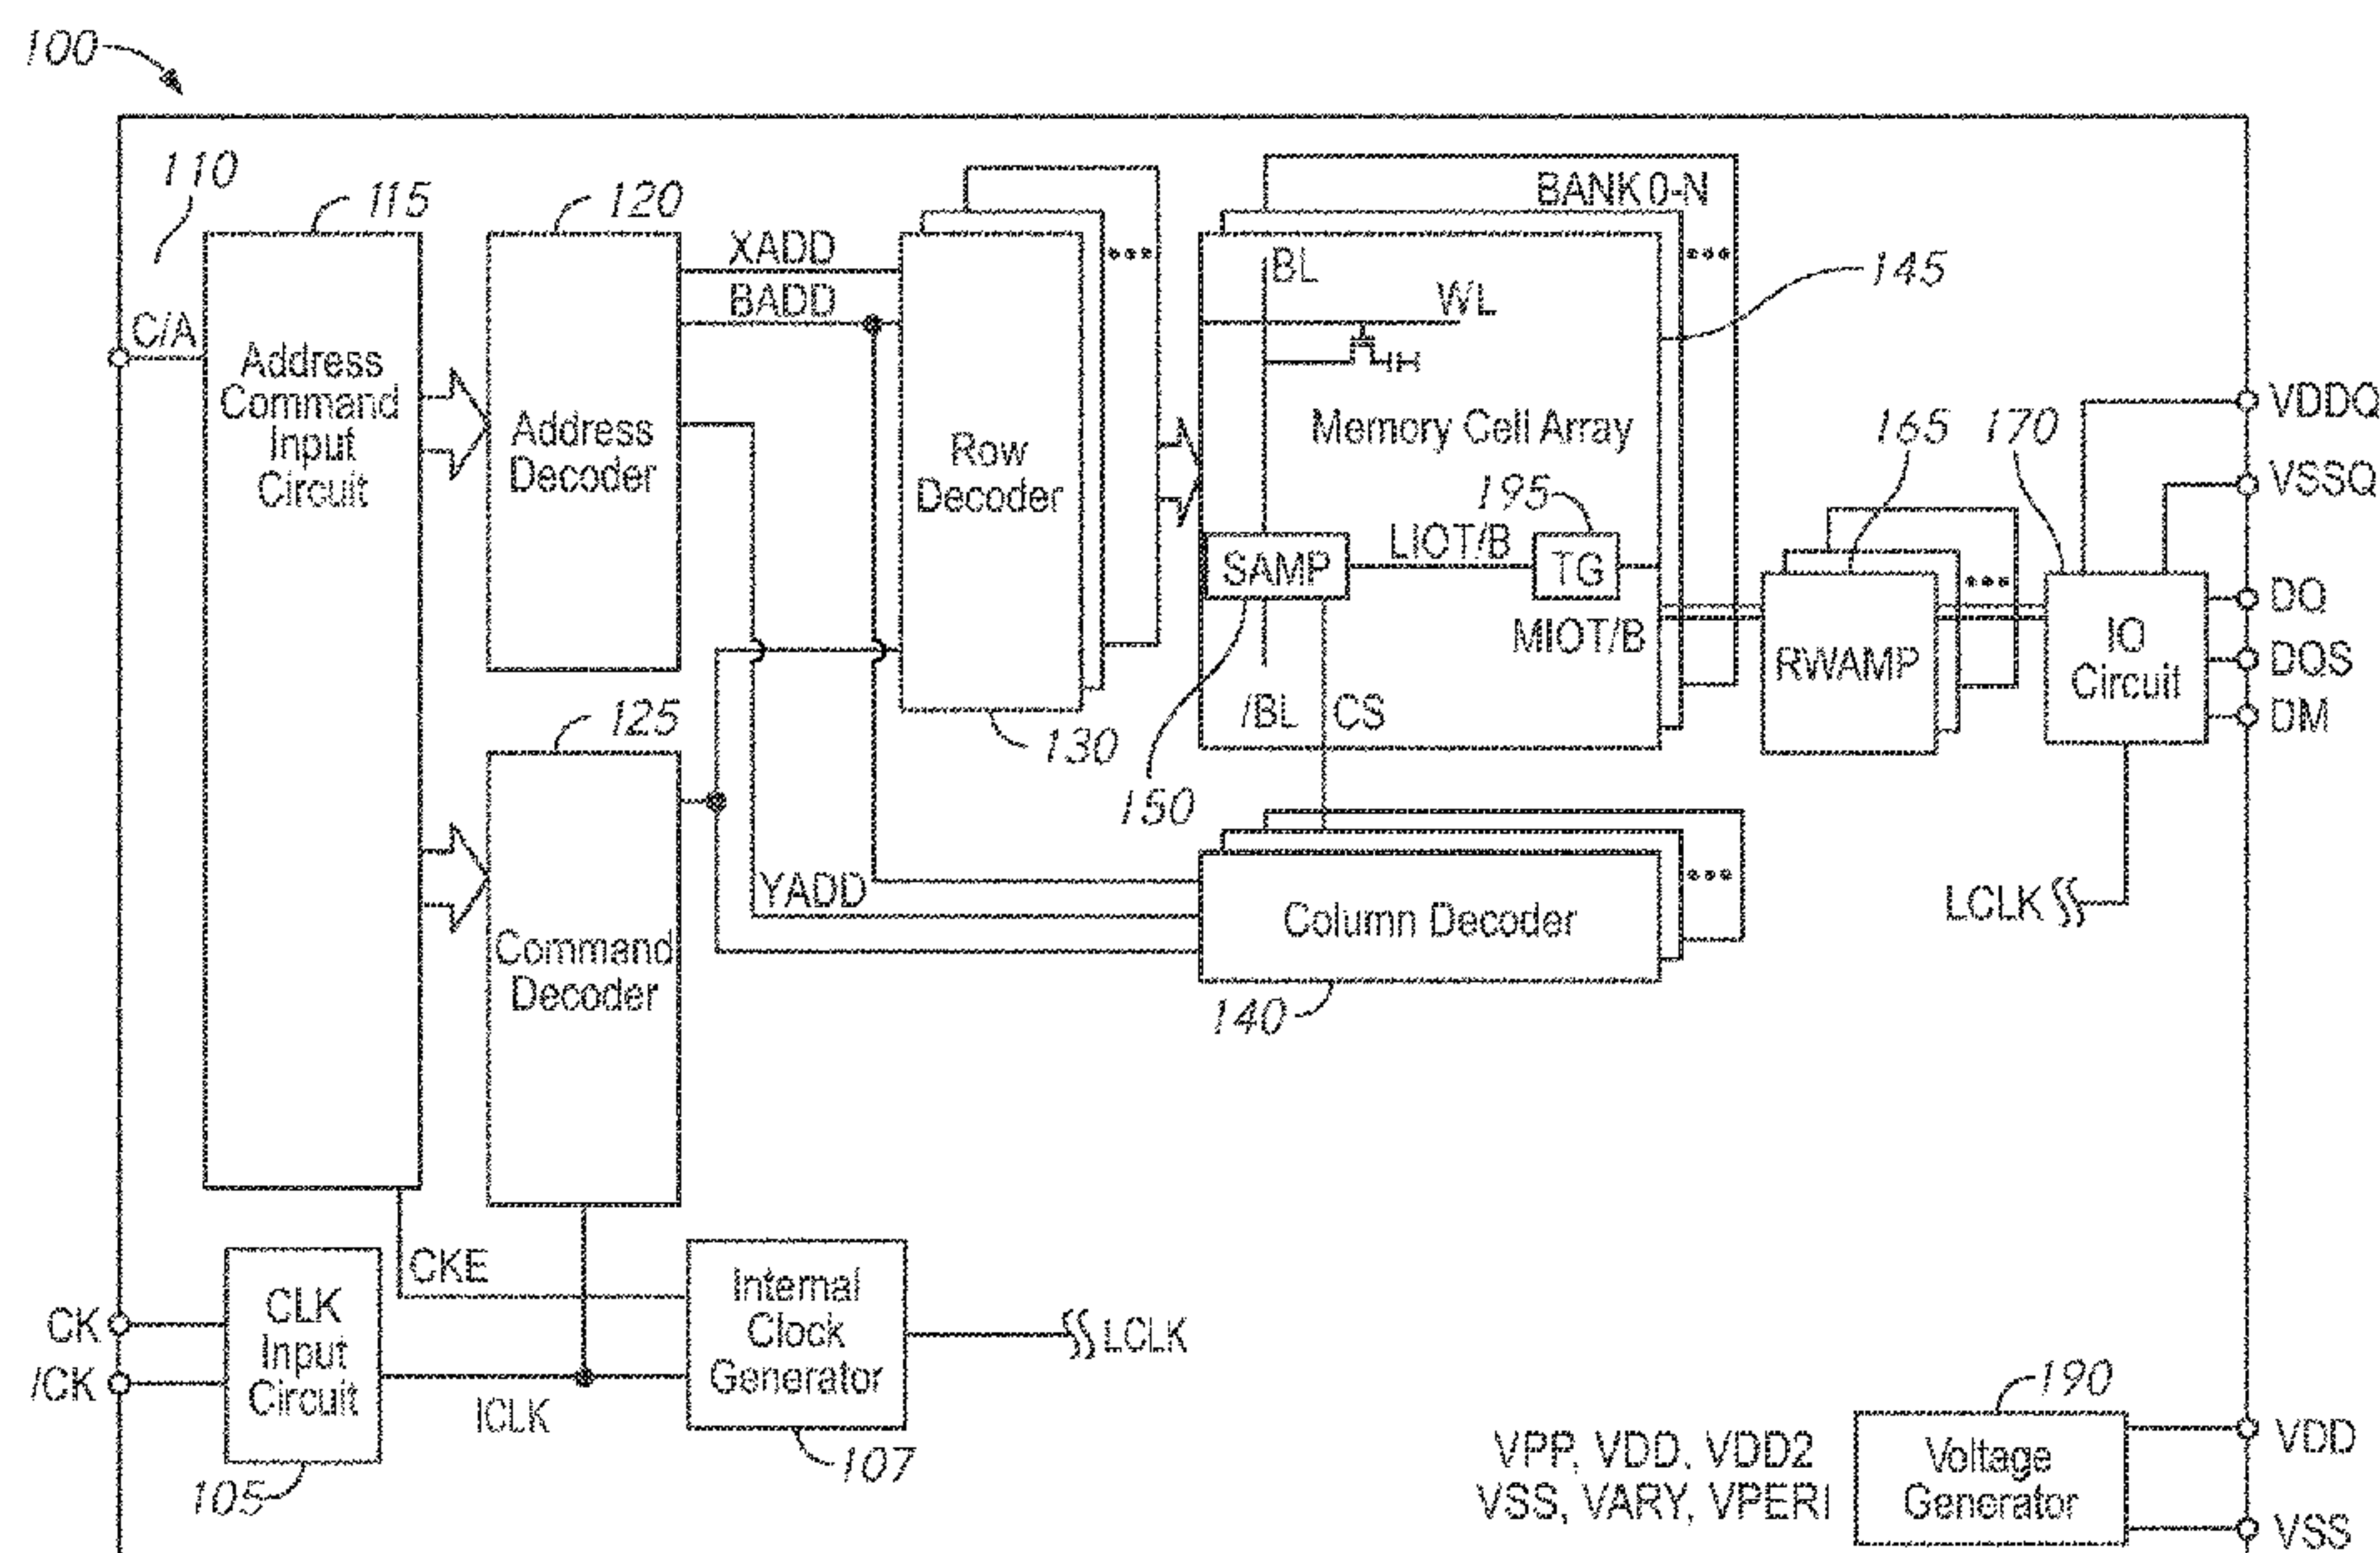 100
110
115
120
BANK 0-N
XADD
BADD
BL
WL
145
C/A
Address
Command
Input
Circuit
Address
Decoder
Row
Decoder
Memory Cell Array
165
170
VDDQ
VSSQ
195
SAMP
LIOT/B
TG
MIOT/B
RWAMP
IO
Circuit
DQ
DQS
DM
125
130
/BL
CS
150
YADD
Column Decoder
LCLK
Command
Decoder
140
CKE
CK
/CK
CLK
Input
Circuit
ICLK
Internal
Clock
Generator
LCLK
105
107
190
VPP, VDD, VDD2
VSS, VARY, VPERI
Voltage
Generator
VDD
VSS